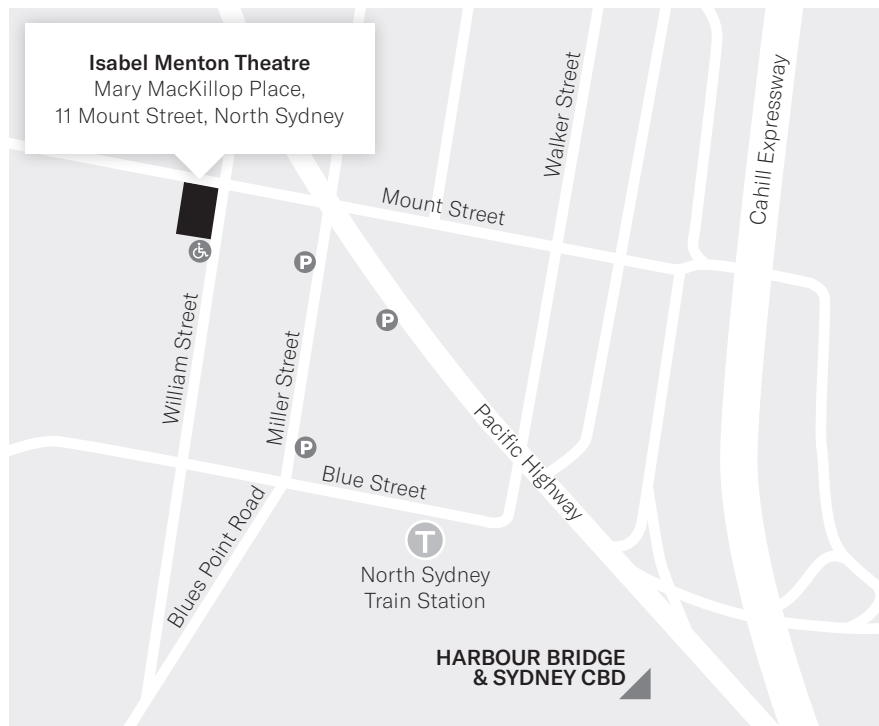 Isabel Menton Theatre
Mary MacKillop Place,
11 Mount Street, North Sydney
Walker Street
Cahill Expressway
Mount Street
P
P
William Street
Miller Street
Pacific Highway
P
Blue Street
Blues Point Road
T
North Sydney
Train Station
HARBOUR BRIDGE
& SYDNEY CBD